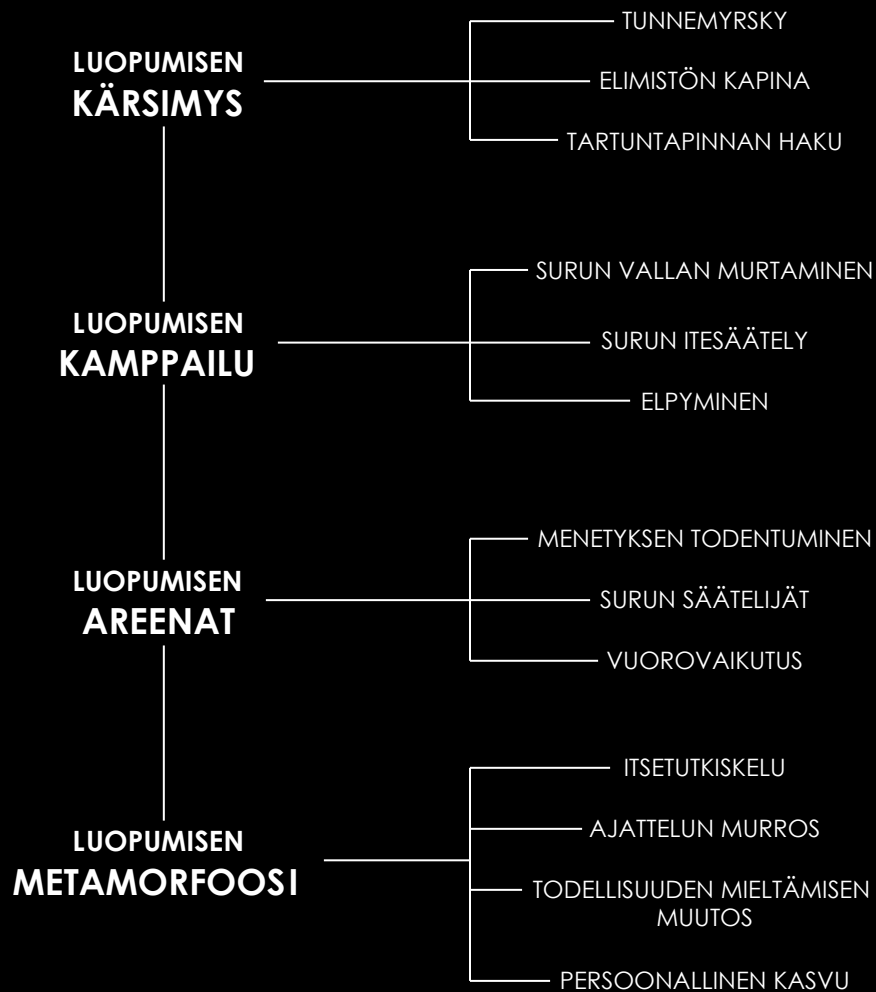 LUOPUMISEN
KÄRSIMYS
TUNNEMYRSKY
ELIMISTÖN KAPINA
TARTUNTAPINNAN HAKU
LUOPUMISEN
KAMPPAILU
SURUN VALLAN MURTAMINEN
SURUN ITESÄÄTELY
ELPYMINEN
LUOPUMISEN
AREENAT
MENETYKSEN TODENTUMINEN
SURUN SÄÄTELIJÄT
VUOROVAIKUTUS
LUOPUMISEN
METAMORFOOSI
ITSETUTKISKELU
AJATTELUN MURROS
TODELLISUUDEN MIELTÄMISEN
MUUTOS
PERSOONALLINEN KASVU